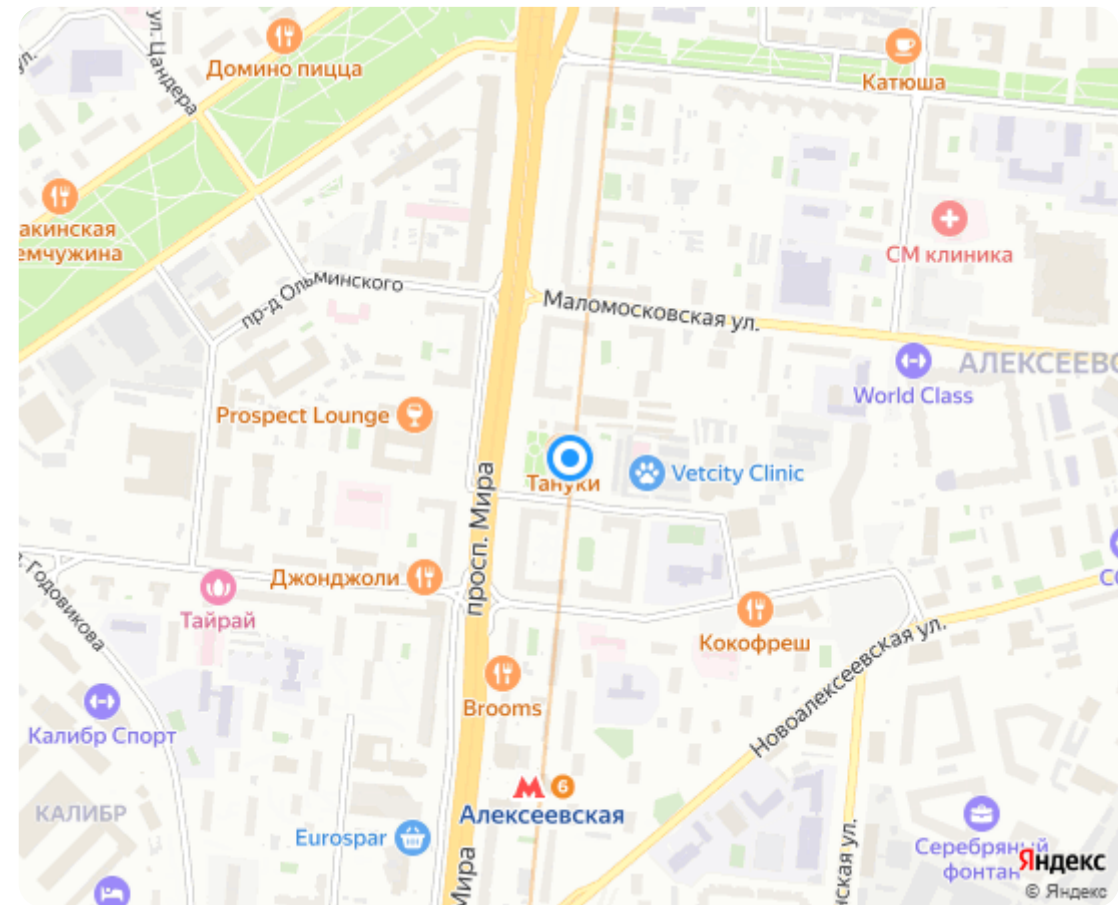 ул. Цандера
Домино пицца
Катюша
акинская
емчужина
СМ клиника
пр-д Ольминского
Маломосковская ул.
АЛЕКСЕЕВС
World Class
Prospect Lounge
Тануки
Vetcity Clinic
просп. Мира
Джонджоли
Годовикова
Тайрай
Кокофреш
Новоалексеевская ул.
Brooms
Калибр Спорт
6
Алексеевская
КАЛИБР
Eurospar
Мира
нская ул.
Серебряный
фонтан
Яндекс
© Яндекс